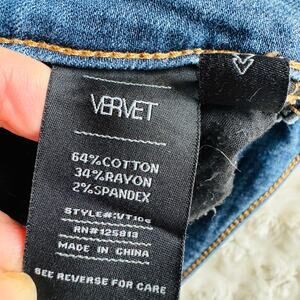 VERVET
64%COTTON
34%RAYON
2%SPANDEX
RN#125813
MADE IN CHINA
SEE REVERSE FOR CARE